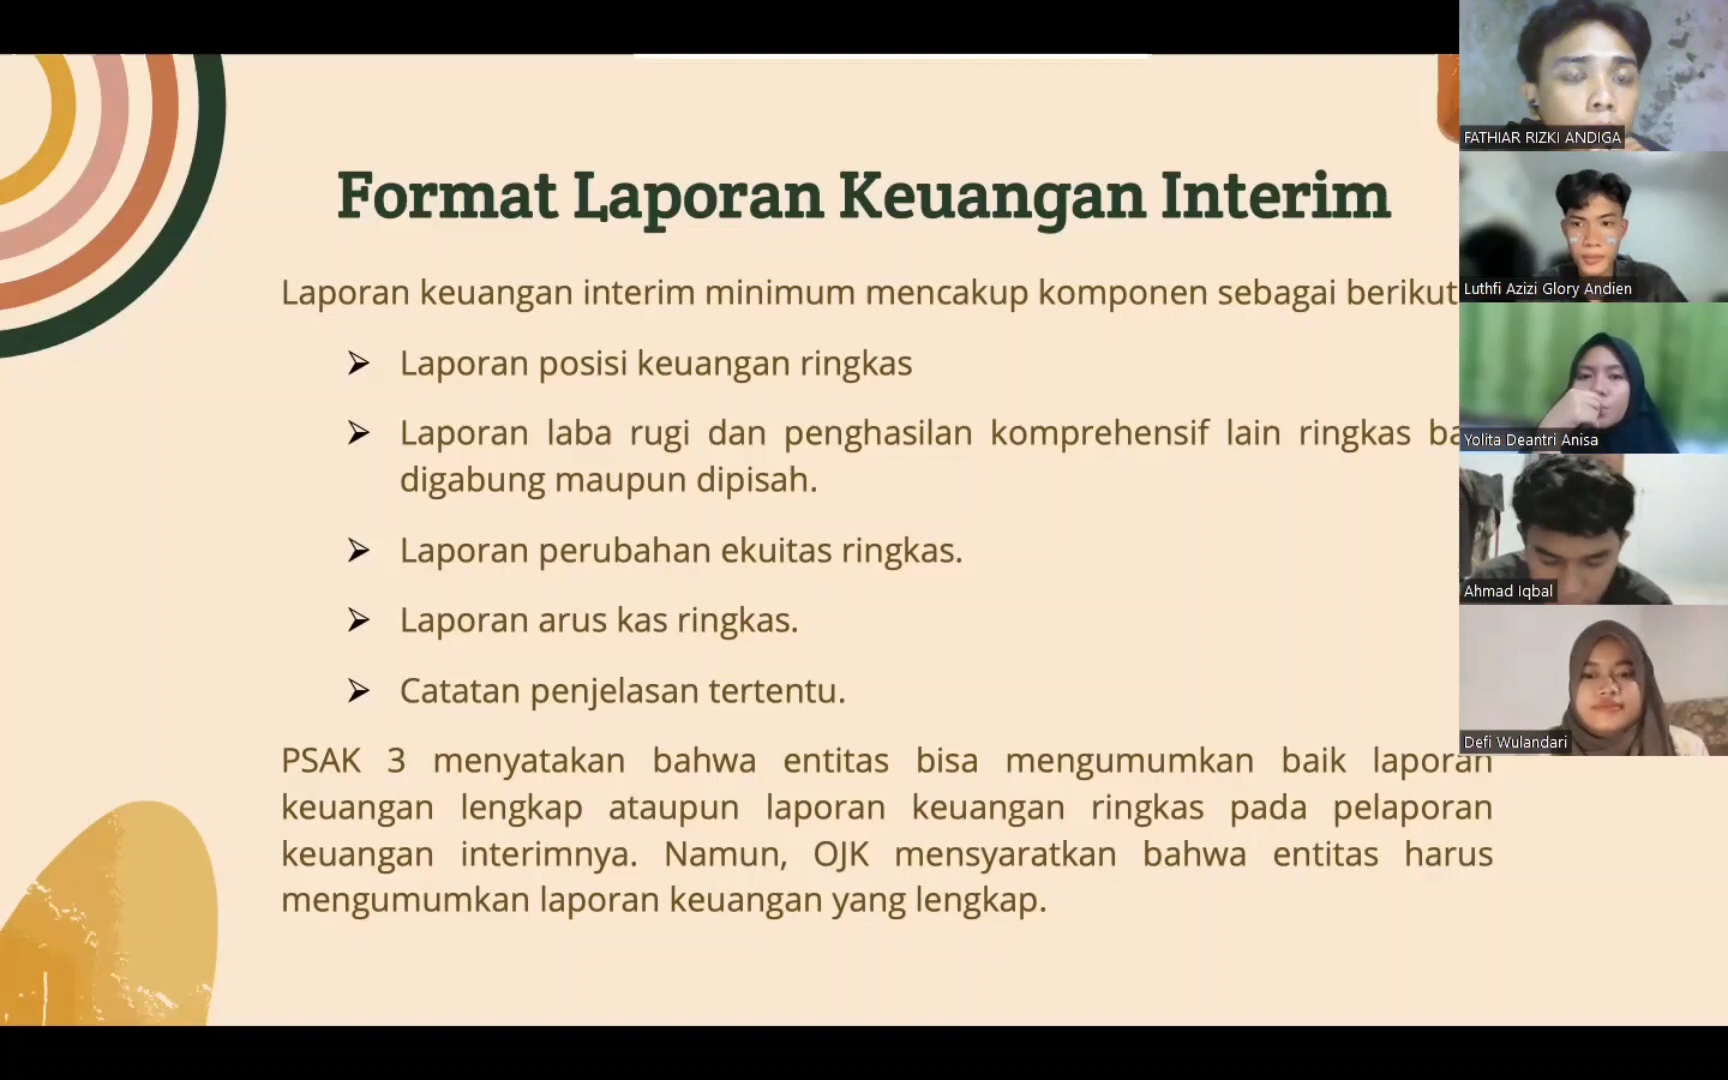 Format Laporan Keuangan Interim
Laporan keuangan interim minimum mencakup komponen sebagai berikut
➢ Laporan posisi keuangan ringkas
➢ Laporan laba rugi dan penghasilan komprehensif lain ringkas
digabung maupun dipisah.
➢ Laporan perubahan ekuitas ringkas.
➢ Laporan arus kas ringkas.
➢ Catatan penjelasan tertentu.
PSAK 3 menyatakan bahwa entitas bisa mengumumkan baik laporan
keuangan lengkap ataupun laporan keuangan ringkas pada pelaporan
keuangan interimnya. Namun, OJK mensyaratkan bahwa entitas harus
mengumumkan laporan keuangan yang lengkap.
FATHIAR RIZKI ANDIGA
Luthfi Azizi Glory Andien
Yolita Deantri Anisa
Ahmad Iqbal
Defi Wulandari